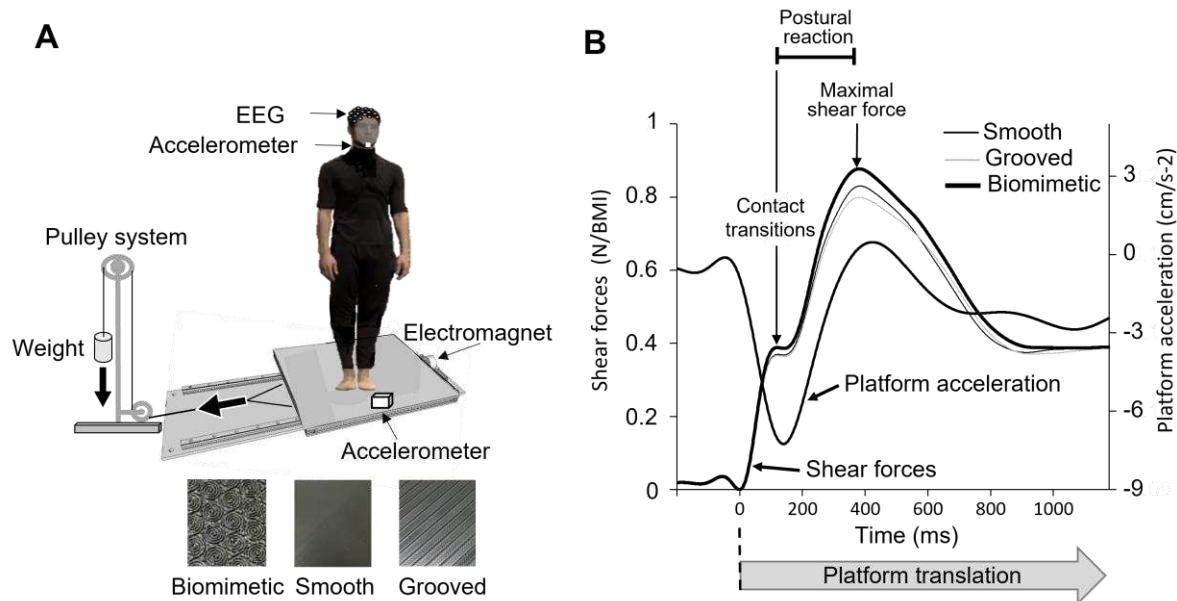 A
EEG
Accelerometer
Pulley system
Weight
Electromagnet
Accelerometer
Biomimetic Smooth Grooved
B
Postural
reaction
Maximal
shear force
Contact
transitions
Smooth
Grooved
Biomimetic
Shear forces (N/BMI)
1
0.8
0.6
0.4
0.2
0
Platform acceleration (cm/s-2)
3
0
-3
-6
-9
Platform acceleration
Shear forces
0 200 400 600 800 1000
Time (ms)
Platform translation